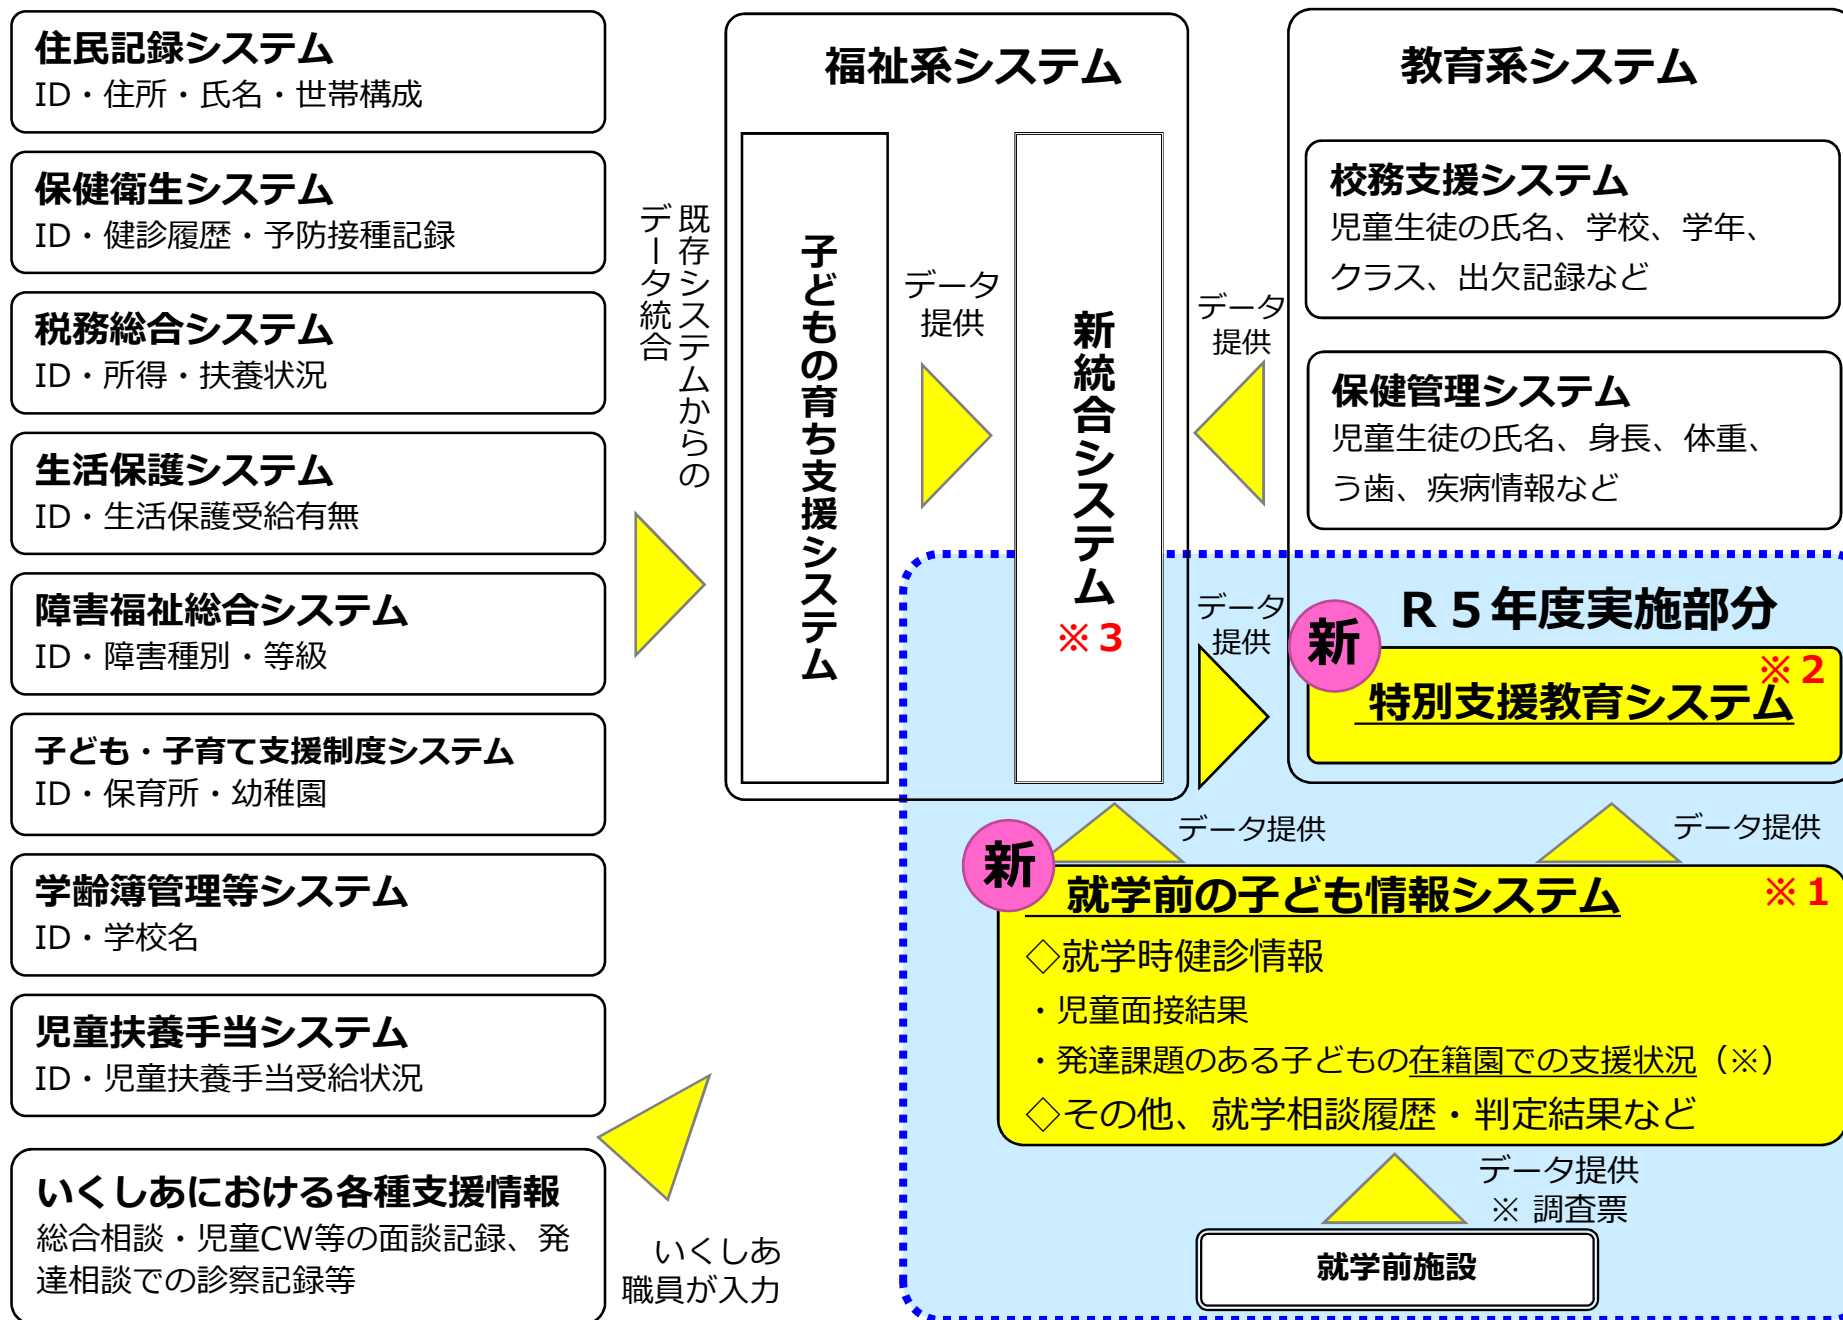 住民記録システム
ID・住所・氏名・世帯構成
保健衛生システム
ID・健診履歴・予防接種記録
税務総合システム
ID・所得・扶養状況
生活保護システム
ID・生活保護受給有無
障害福祉総合システム
ID・障害種別・等級
子ども・子育て支援制度システム
ID・保育所・幼稚園
学齢簿管理等システム
ID・学校名
児童扶養手当システム
ID・児童扶養手当受給状況
いくしあにおける各種支援情報
総合相談・児童CW等の面談記録、発
達相談での診察記録等
既存システムからの
データ統合
いくしあ
職員が入力
福祉系システム
子どもの育ち支援システム
データ
提供
新統合システム
※３
データ
提供
データ
提供
教育系システム
校務支援システム
児童生徒の氏名、学校、学年、
クラス、出欠記録など
保健管理システム
児童生徒の氏名、身長、体重、
う歯、疾病情報など
Ｒ５年度実施部分
新
※２
特別支援教育システム
データ提供
データ提供
新
就学前の子ども情報システム
※１
◇就学時健診情報
・児童面接結果
・発達課題のある子どもの在籍園での支援状況（※）
◇その他、就学相談履歴・判定結果など
データ提供
※ 調査票
就学前施設